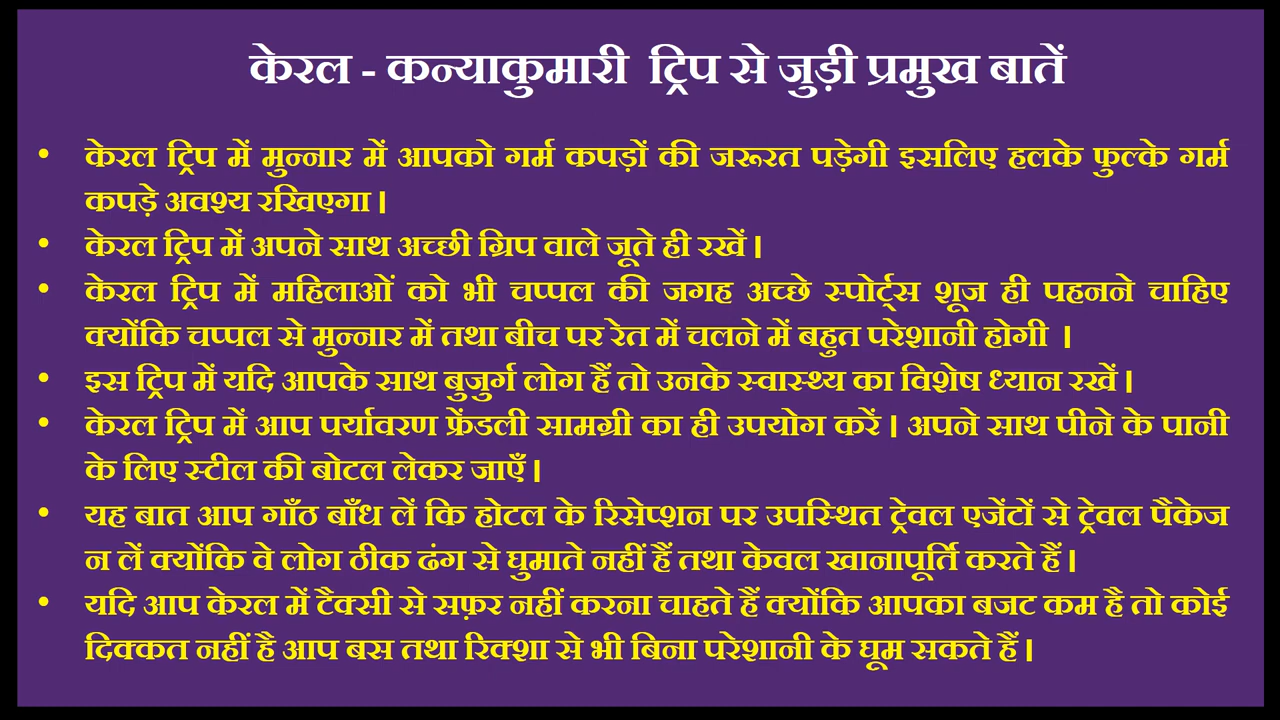 केरल - कन्याकुमारी ट्रिप से जुड़ी प्रमुख बातें
• केरल ट्रिप में मुन्नार में आपको गर्म कपड़ों की जरूरत पड़ेगी इसलिए हलके फुल्के गर्म
कपड़े अवश्य रखिएगा |
• केरल ट्रिप में अपने साथ अच्छी ग्रिप वाले जूते ही रखें |
• केरल ट्रिप में महिलाओं को भी चप्पल की जगह अच्छे स्पोर्ट्स शूज ही पहनने चाहिए
क्योंकि चप्पल से मुन्नार में तथा बीच पर रेत में चलने में बहुत परेशानी होगी |
• इस ट्रिप में यदि आपके साथ बुजुर्ग लोग हैं तो उनके स्वास्थ्य का विशेष ध्यान रखें |
• केरल ट्रिप में आप पर्यावरण फ्रेंडली सामग्री का ही उपयोग करें | अपने साथ पीने के पानी
के लिए स्टील की बोटल लेकर जाएँ |
• यह बात आप गाँठ बाँध लें कि होटल के रिसेप्शन पर उपस्थित ट्रेवल एजेंटों से ट्रेवल पैकेज
न लें क्योंकि वे लोग ठीक ढंग से घुमाते नहीं हैं तथा केवल खानापूर्ति करते हैं |
• यदि आप केरल में टैक्सी से सफ़र नहीं करना चाहते हैं क्योंकि आपका बजट कम है तो कोई
दिक्कत नहीं है आप बस तथा रिक्शा से भी बिना परेशानी के घूम सकते हैं |